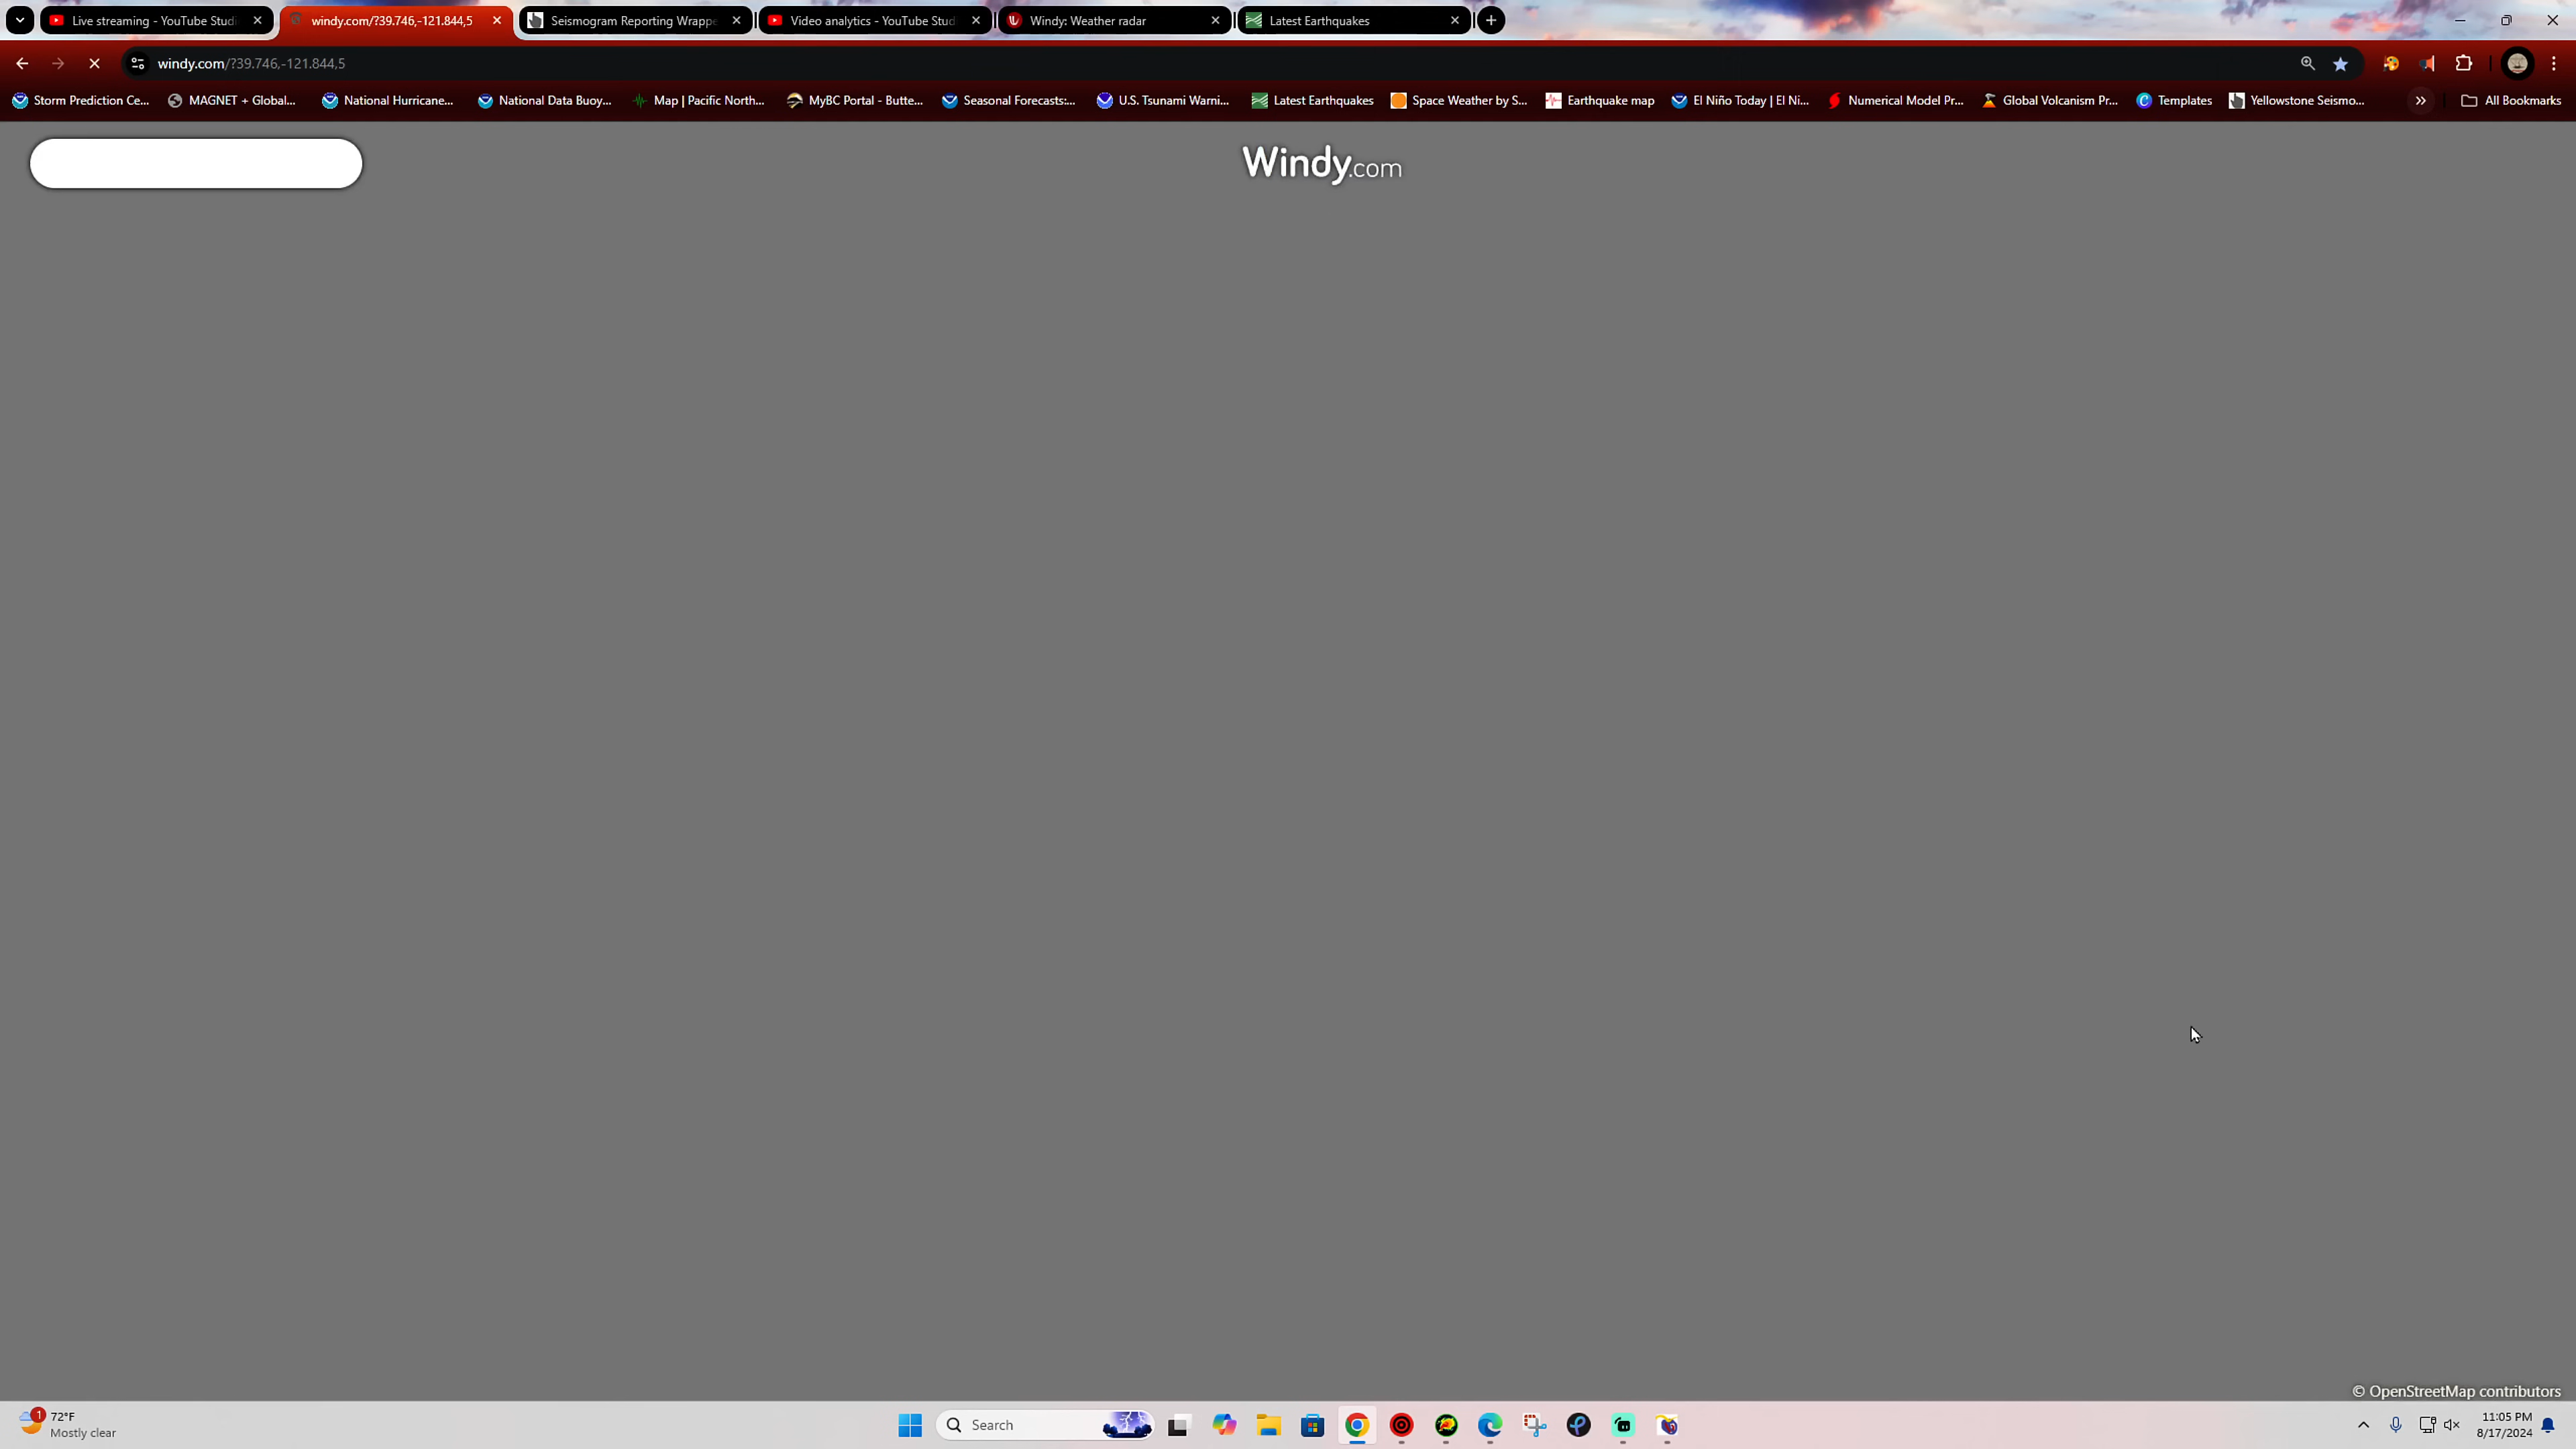 Live streaming - YouTube Studi
windy.com/?39.746,-121.844,5
Seismogram Reporting Wrappe
Video analytics - YouTube Stud
Windy: Weather radar
Latest Earthquakes
windy.com/?39.746,-121.844,5
Storm Prediction Ce...
MAGNET + Global...
National Hurricane...
National Data Buoy...
Map | Pacific North...
MyBC Portal - Butte...
Seasonal Forecasts:...
U.S. Tsunami Warni...
Latest Earthquakes
Space Weather by S...
Earthquake map
El Niño Today | El Ni...
Numerical Model Pr...
Global Volcanism Pr...
Templates
Yellowstone Seismo...
All Bookmarks
Windy.com
© OpenStreetMap contributors
1
72°F
Mostly clear
Search
11:05 PM
8/17/2024